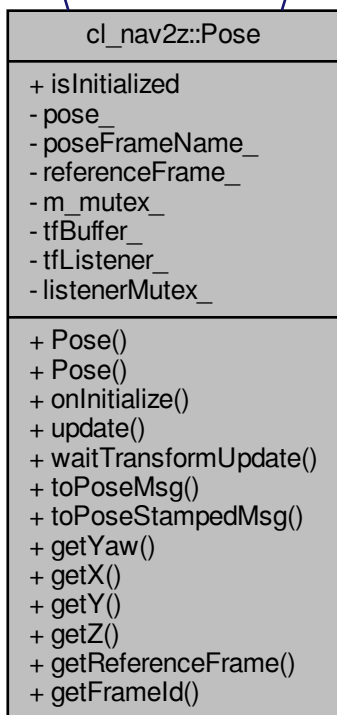 cl_nav2z::Pose
+ isInitialized
- pose_
- poseFrameName_
- referenceFrame_
- m_mutex_
- tfBuffer_
- tfListener_
- listenerMutex_
+ Pose()
+ Pose()
+ onInitialize()
+ update()
+ waitTransformUpdate()
+ toPoseMsg()
+ toPoseStampedMsg()
+ getYaw()
+ getX()
+ getY()
+ getZ()
+ getReferenceFrame()
+ getFrameId()